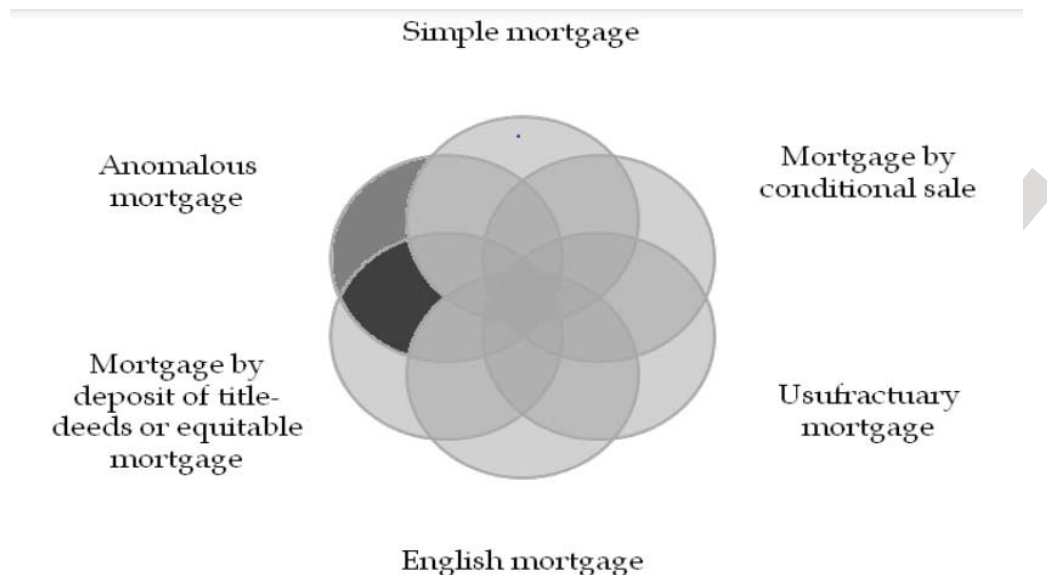 Simple mortgage
Anomalous
mortgage
Mortgage by
conditional sale
Mortgage by
deposit of title-
deeds or equitable
mortgage
Usufractuary
mortgage
English mortgage